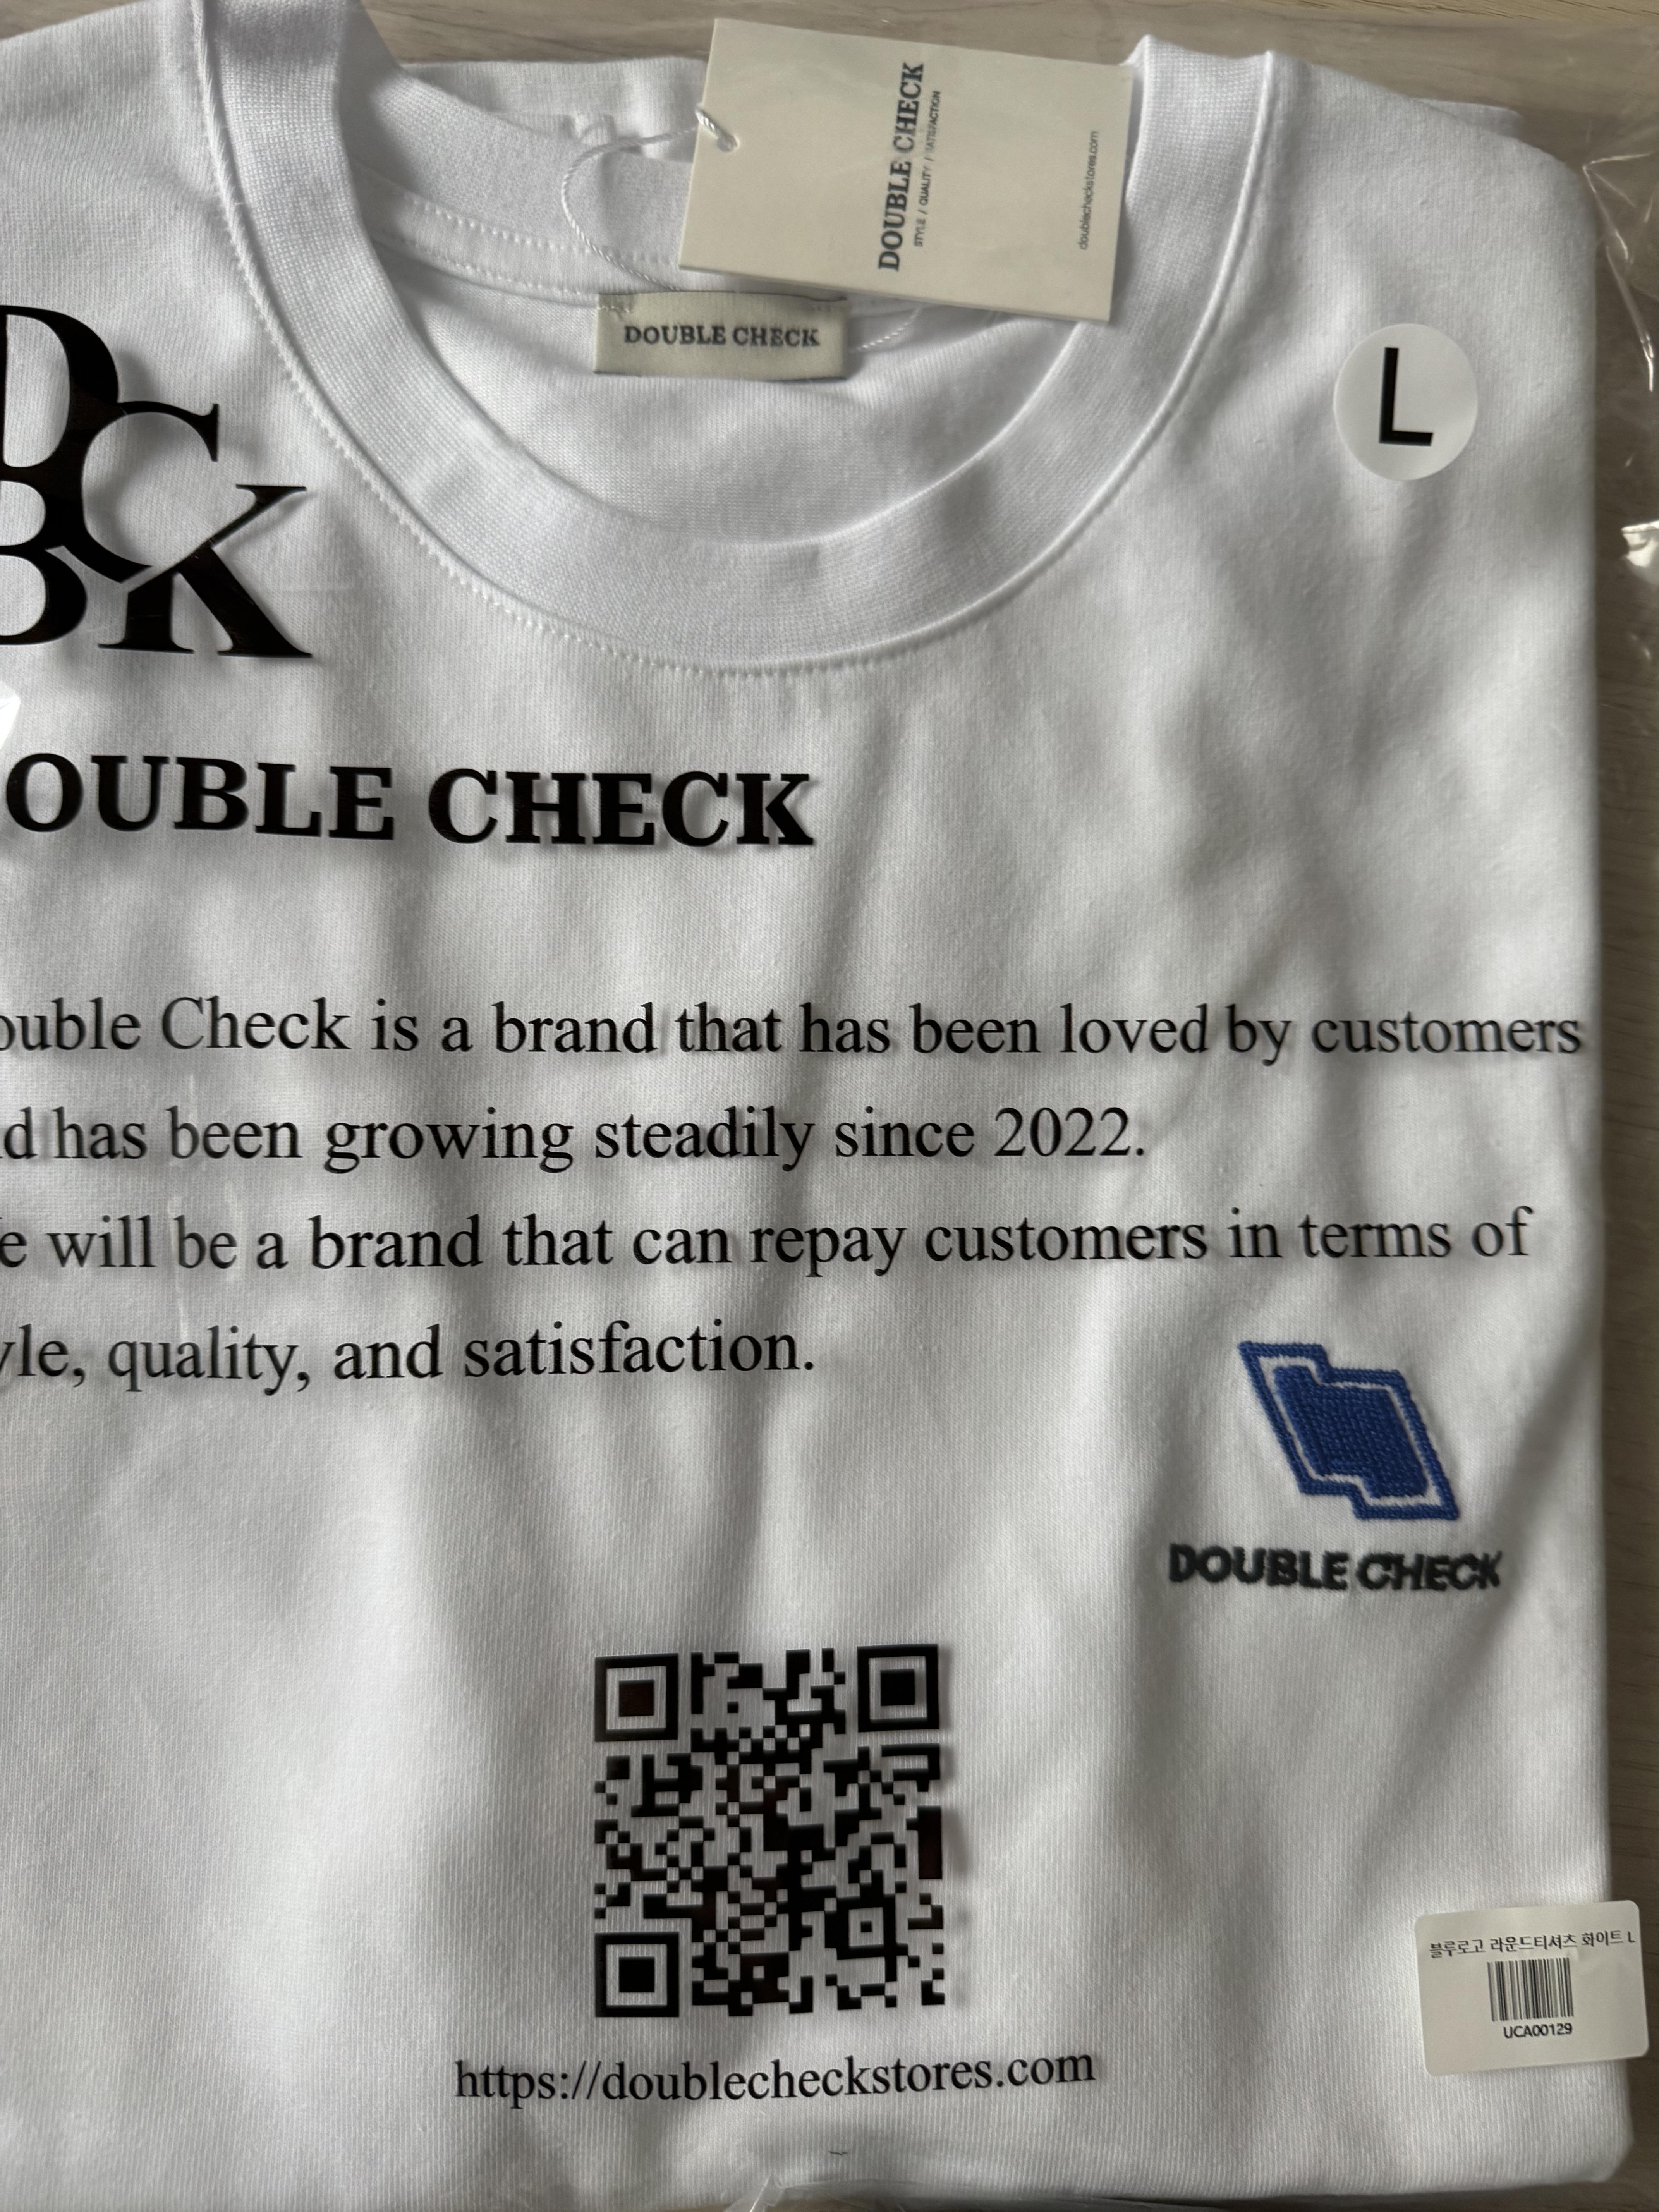 DOUBLE CHECK
STYLE / QUALITY / SATISFACTION
doublecheckstores.com
DOUBLE CHECK
L
DC
BK
OUBLE CHECK
ouble Check is a brand that has been loved by customers
d has been growing steadily since 2022.
e will be a brand that can repay customers in terms of
yle, quality, and satisfaction.
DOUBLE CHECK
https://doublecheckstores.com
블루로고 라운드티셔츠 화이트 L
UCA00129